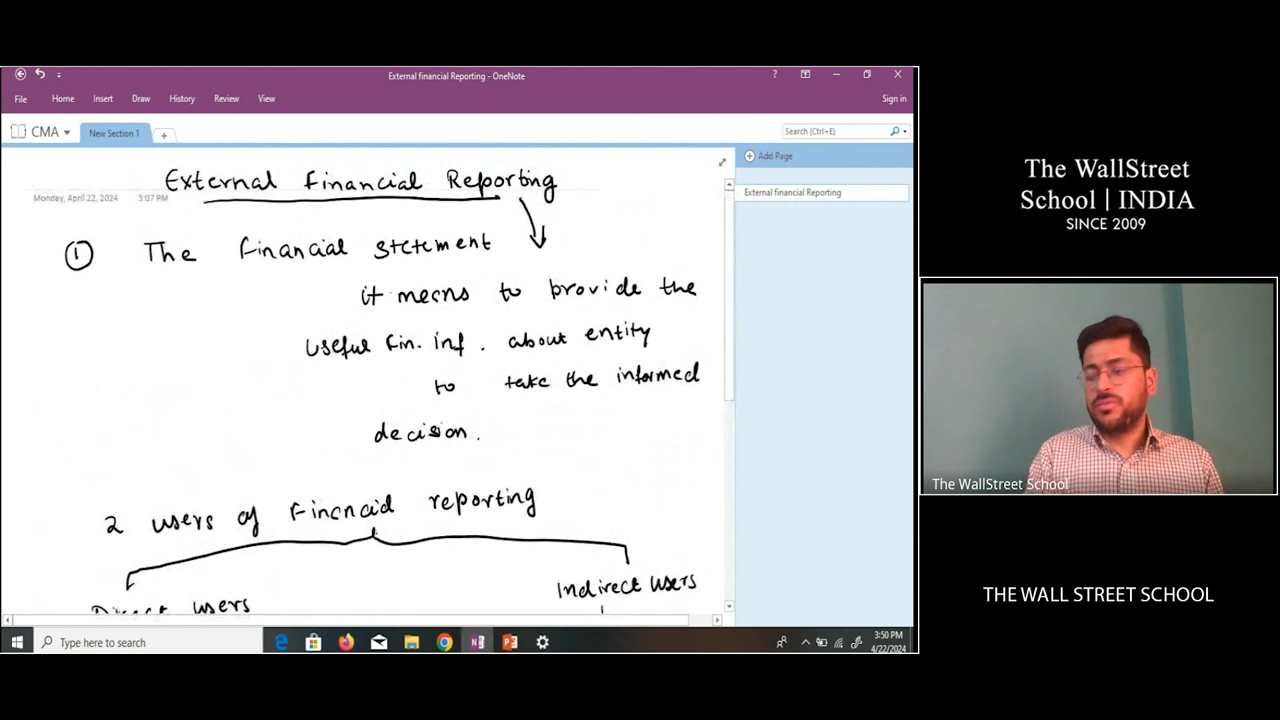 External financial Reporting - OneNote
?
File Home Insert Draw History Review View
Sign in
CMA
New Section 1
Search (Ctrl+E)
Add Page
External financial Reporting
External Financial Reporting
Monday, April 22, 2024 3:07 PM
① The Financial statement
it means to provide the
useful Fin. inf. about entity
to take the informed
decision.
2 users of Financial reporting
Indirect users
Direct users
Type here to search
3:50 PM
4/22/2024
The WallStreet
School | INDIA
SINCE 2009
The WallStreet School
THE WALL STREET SCHOOL